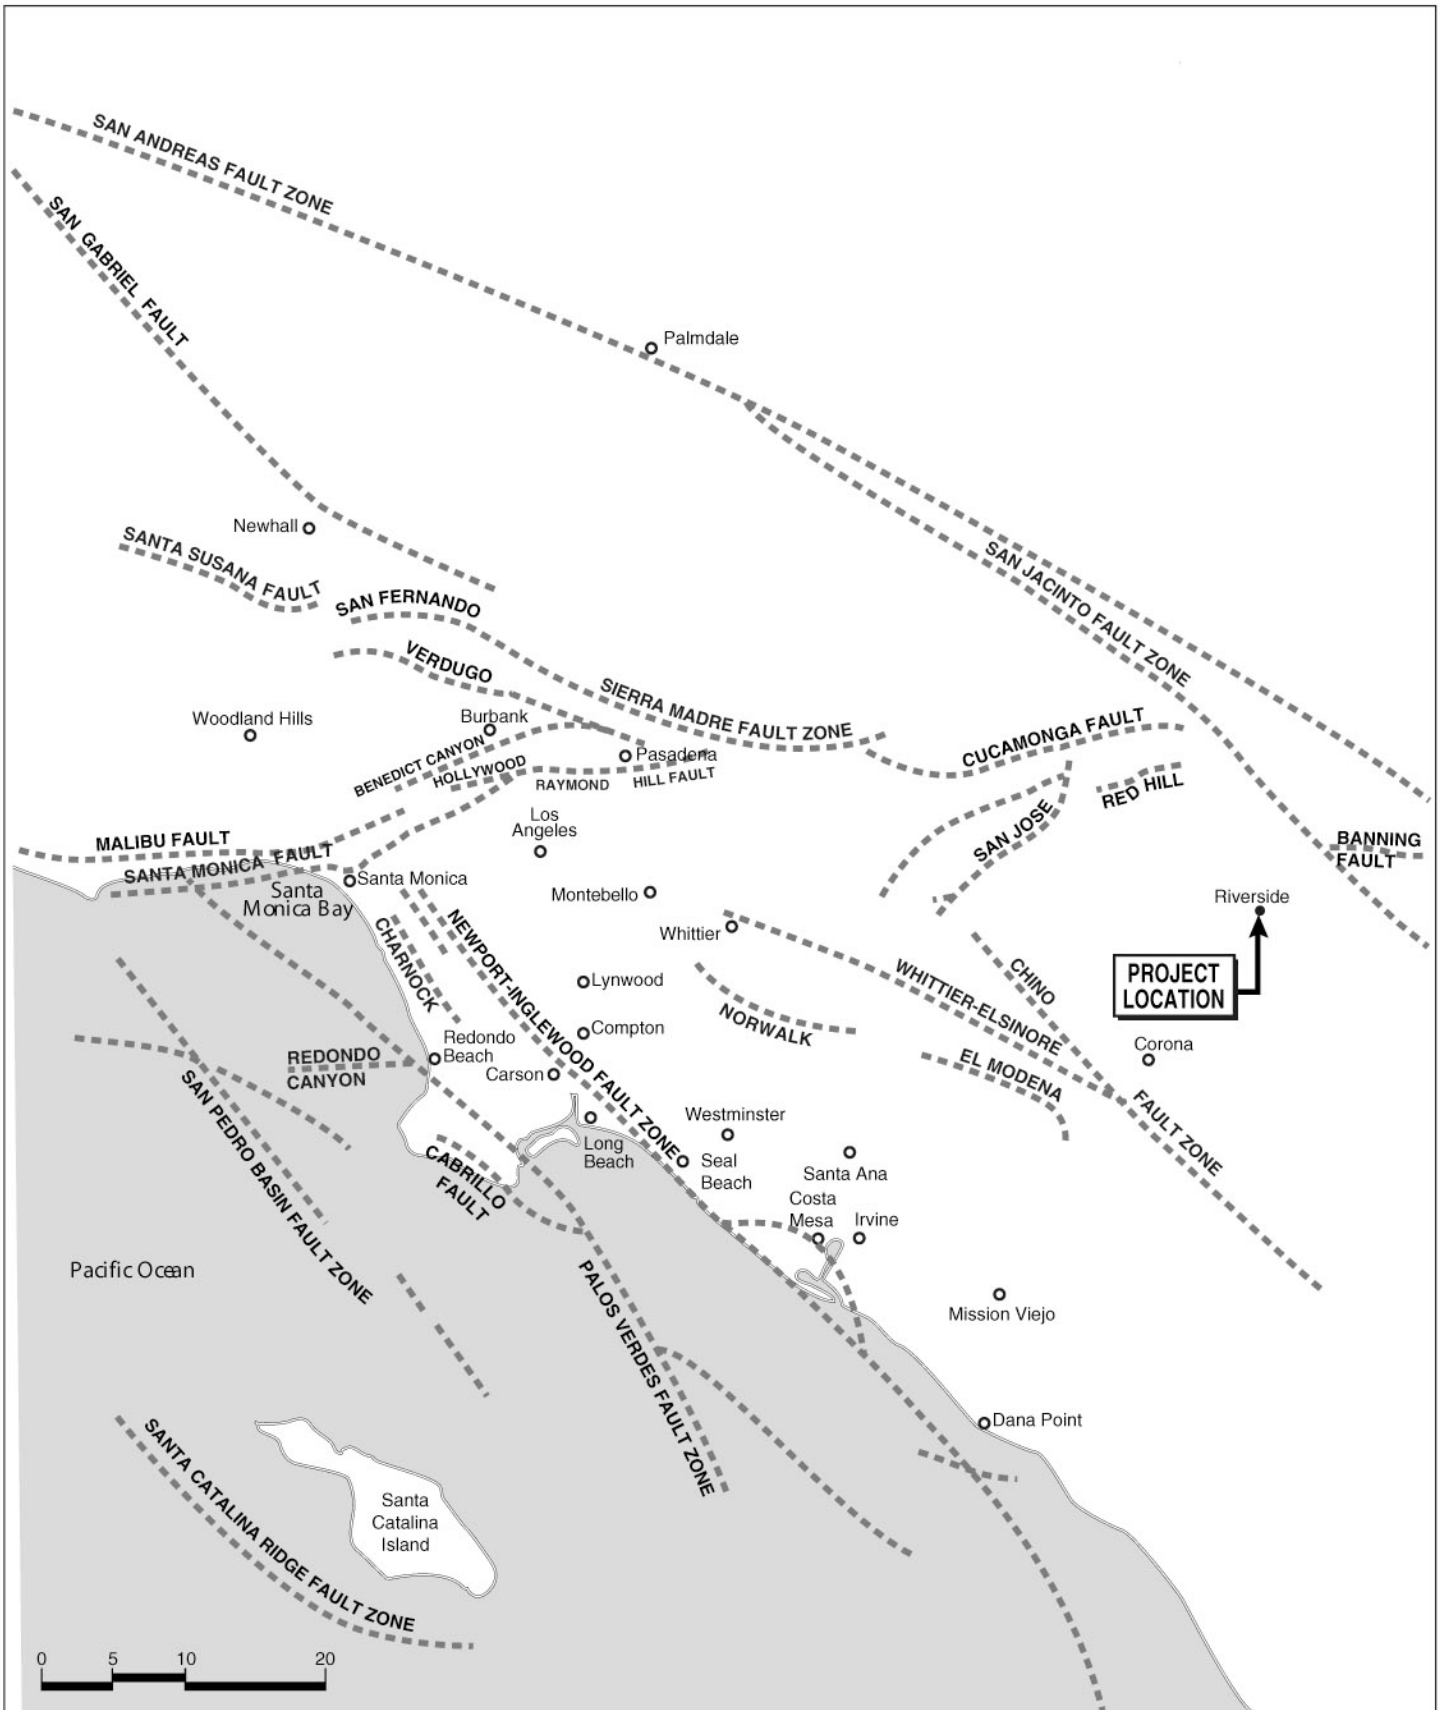 SAN ANDREAS FAULT ZONE
SAN GABRIEL FAULT
Palmdale
Newhall
SANTA SUSANA FAULT
SAN FERNANDO
SAN JACINTO FAULT ZONE
VERDUGO
SIERRA MADRE FAULT ZONE
Woodland Hills
Burbank
CUCAMONGA FAULT
BENEDICT CANYON
HOLLYWOOD
Pasadena
RAYMOND
HILL FAULT
RED HILL
SAN JOSE
Los
Angeles
MALIBU FAULT
BANNING
FAULT
SANTA MONICA FAULT
Santa
Monica Bay
Santa Monica
Montebello
Riverside
Whittier
CHARNOCK
NEWPORT-INGLEWOOD FAULT ZONE
WHITTIER-ELSINORE
FAULT ZONE
CHINO
PROJECT
LOCATION
Lynwood
NORWALK
Compton
Redondo
Beach
REDONDO
CANYON
Carson
Corona
EL MODENA
SAN PEDRO BASIN FAULT ZONE
Westminster
Long
Beach
Seal
Beach
CABRILLO
FAULT
Santa Ana
Costa
Mesa
Irvine
Pacific Ocean
PALOS VERDES FAULT ZONE
Mission Viejo
Dana Point
SANTA CATALINA RIDGE FAULT ZONE
Santa
Catalina
Island
0 5 10 20